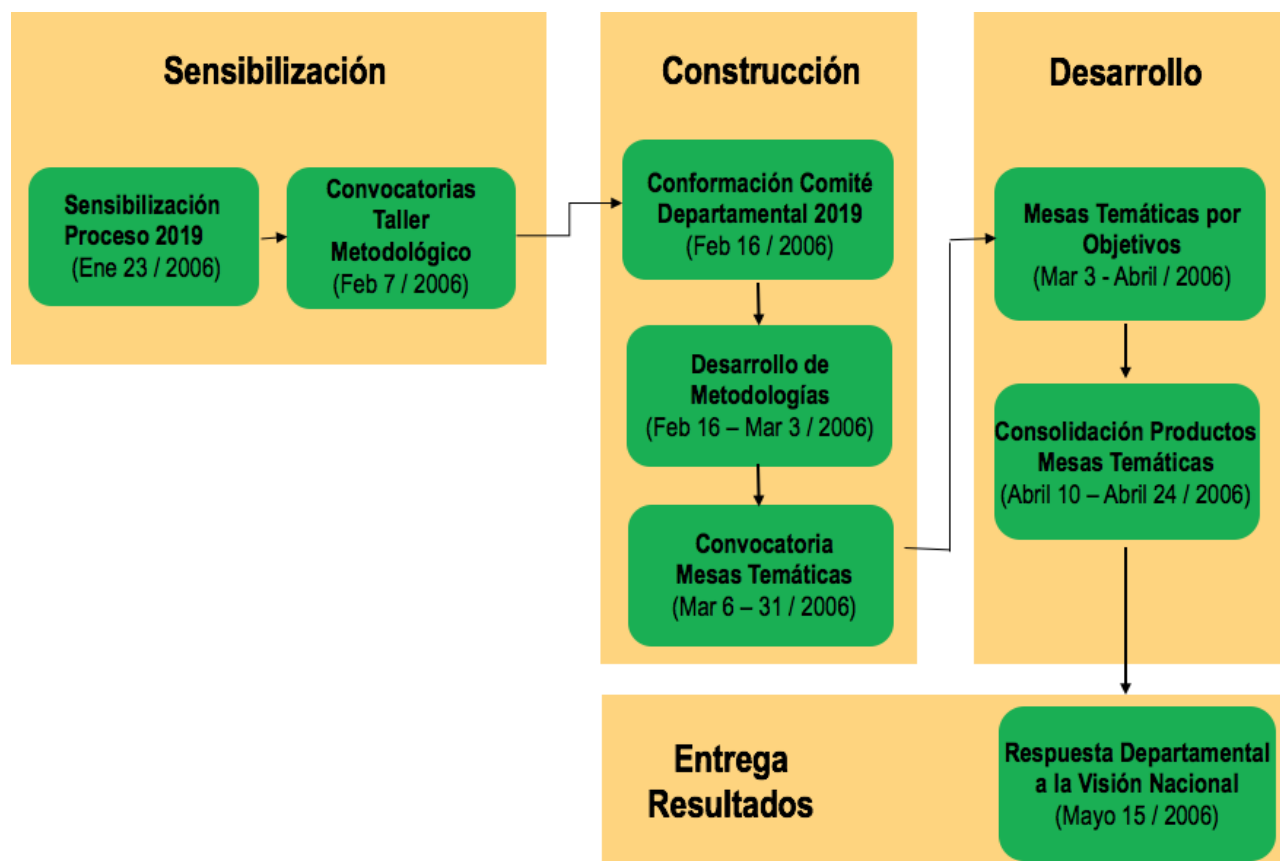 Sensibilización
Sensibilización
Proceso 2019
(Ene 23 / 2006)
Convocatorias
Taller
Metodológico
(Feb 7 / 2006)
Construcción
Conformación Comité
Departamental 2019
(Feb 16 / 2006)
Desarrollo de
Metodologías
(Feb 16 – Mar 3 / 2006)
Convocatoria
Mesas Temáticas
(Mar 6 – 31 / 2006)
Desarrollo
Mesas Temáticas por
Objetivos
(Mar 3 - Abril / 2006)
Consolidación Productos
Mesas Temáticas
(Abril 10 – Abril 24 / 2006)
Entrega
Resultados
Respuesta Departamental
a la Visión Nacional
(Mayo 15 / 2006)